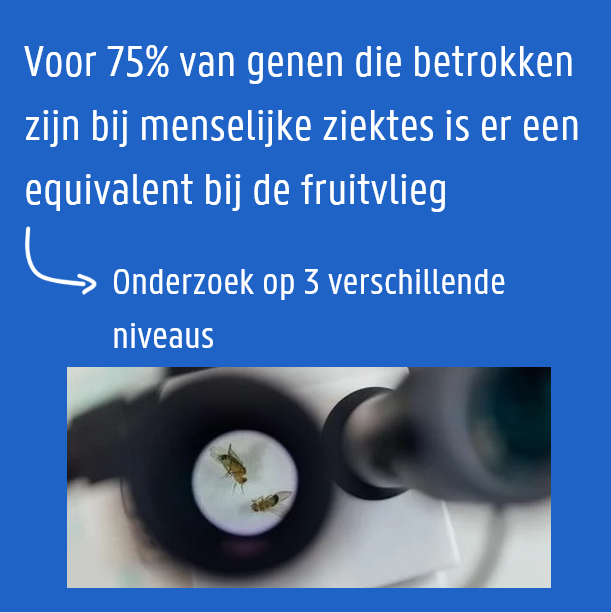 Voor 75% van genen die betrokken
zijn bij menselijke ziektes is er een
equivalent bij de fruitvlieg
Onderzoek op 3 verschillende
niveaus